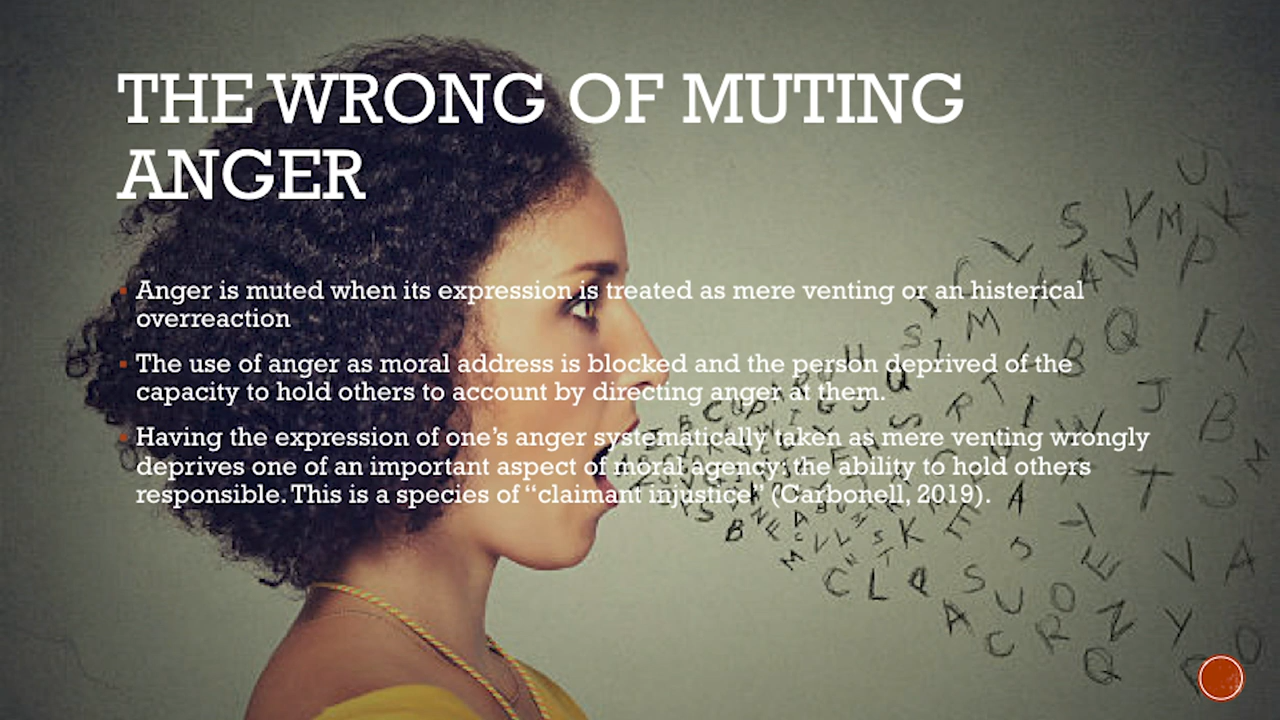 THE WRONG OF MUTING
ANGER
Anger is muted when its expression is treated as mere venting or an histerical
overreaction
The use of anger as moral address is blocked and the person deprived of the
capacity to hold others to account by directing anger at them.
Having the expression of one’s anger systematically taken as mere venting wrongly
deprives one of an important aspect of moral agency: the ability to hold others
responsible. This is a species of “claimant injustice” (Carbonell, 2019).